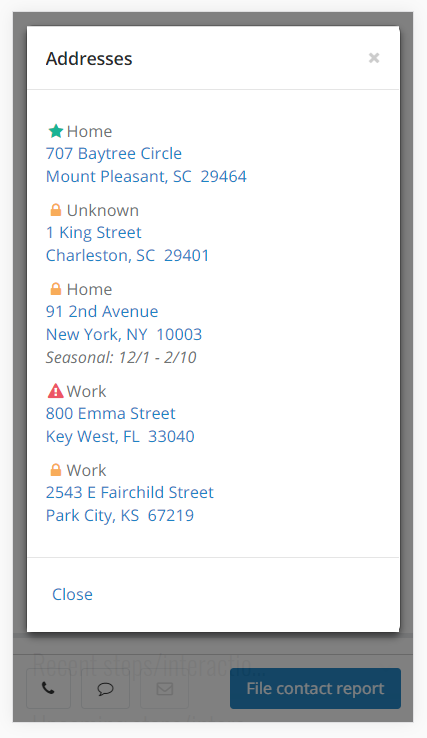 Addresses
Home
707 Baytree Circle
Mount Pleasant, SC 29464
Unknown
1 King Street
Charleston, SC 29401
Home
91 2nd Avenue
New York, NY 10003
Seasonal: 12/1 - 2/10
Work
800 Emma Street
Key West, FL 33040
Work
2543 E Fairchild Street
Park City, KS 67219
Close
Recent steps/interactio
File contact report